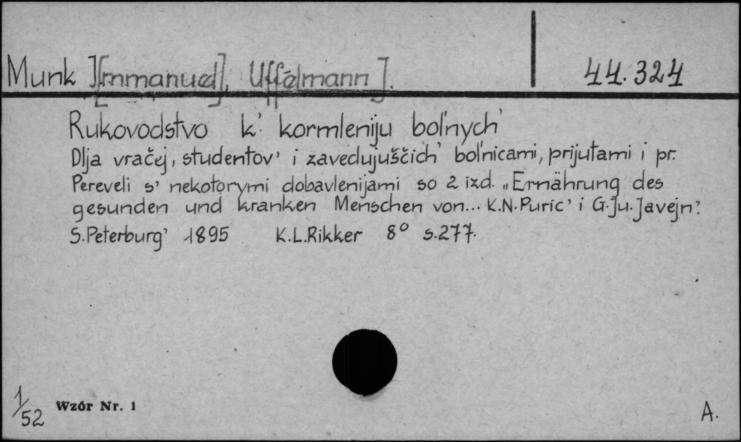 Munk I[mmanuel], Uffelmann J.
44.324
Rukovodstvo k' kormleniju bol'nych'
Dlja vračej, studentov' i zavedujuščich' bol'nicami, prijutami i pr.
Pereveli s' nekotorymi dobavlenijami so 2 izd. „Ernährung des
gesunden und kranken Menschen von... K.N.Puric' i G.Ju.Javejn'.
S.Peterburg' 1895 K.L.Rikker 8° s.277.
1/52 Wzór Nr. 1
A.